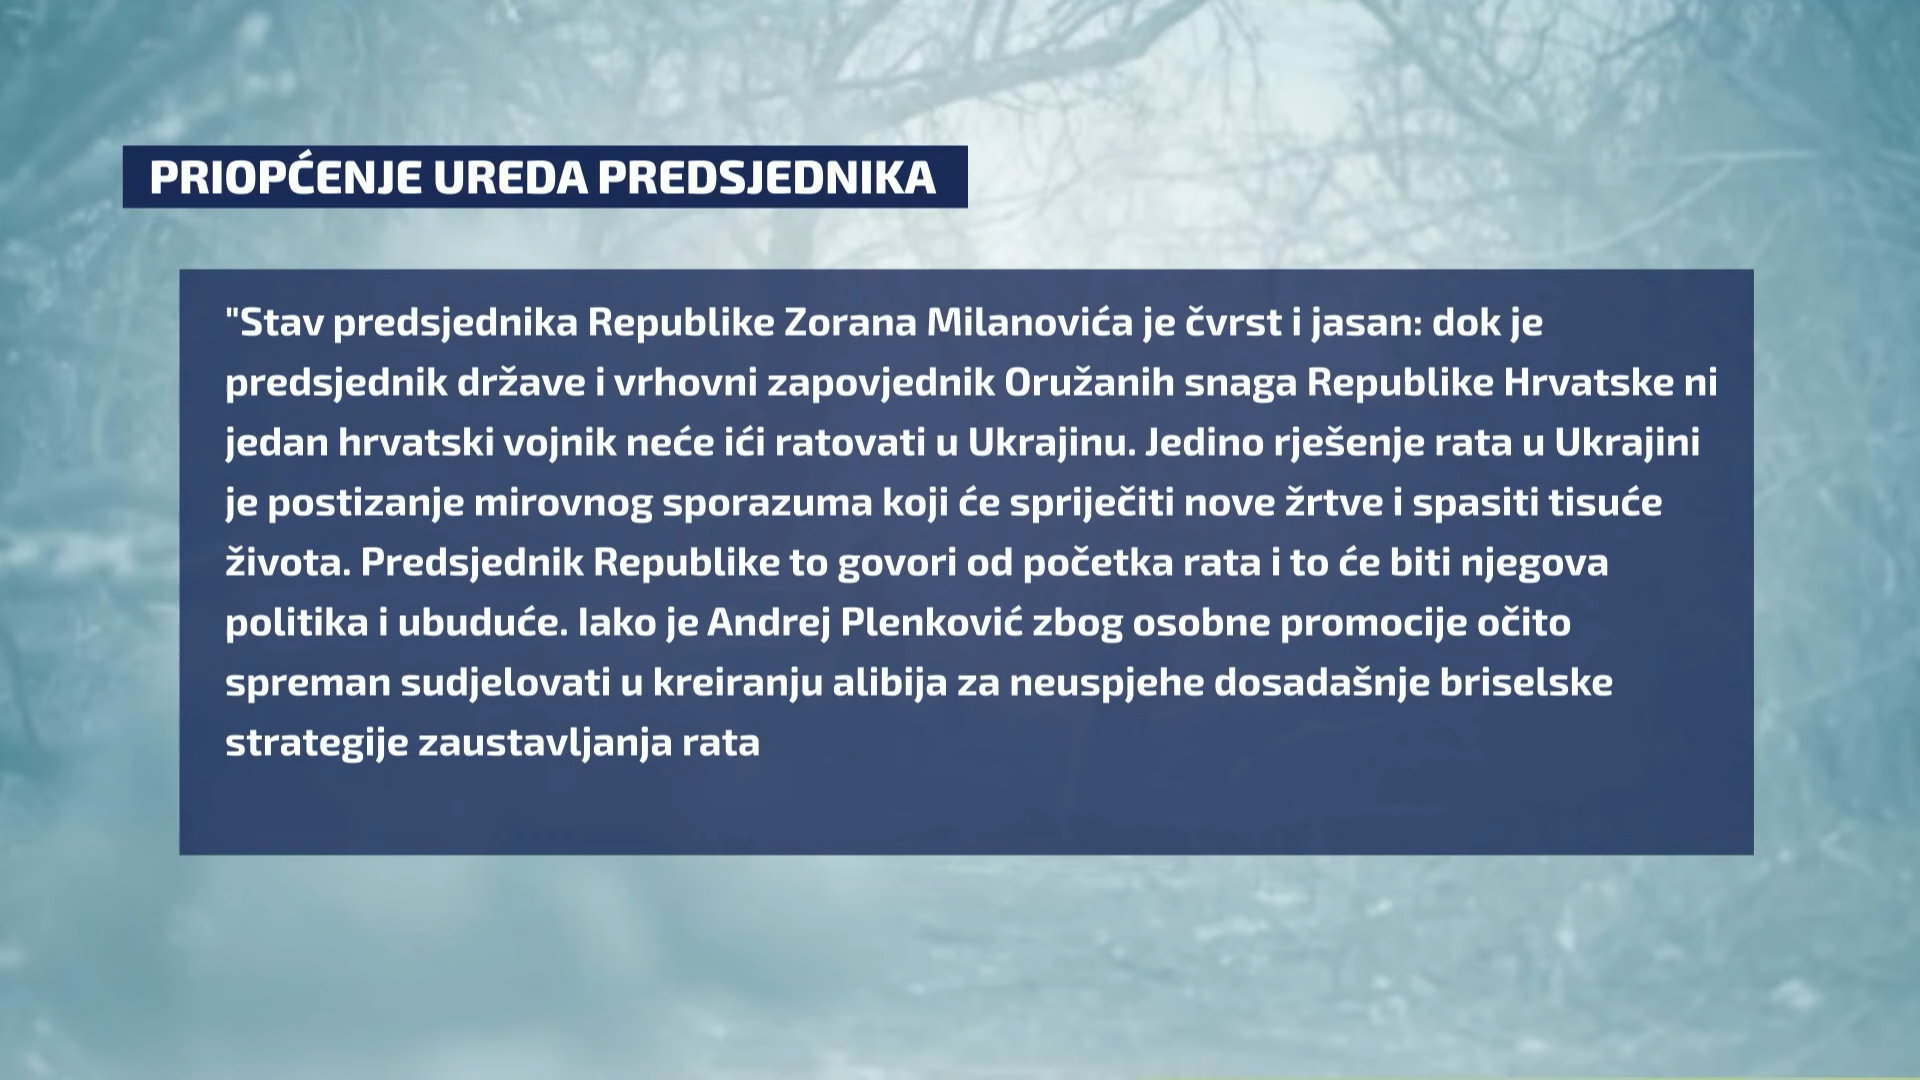 PRIOPĆENJE UREDA PREDSJEDNIKA
"Stav predsjednika Republike Zorana Milanovića je čvrst i jasan: dok je
predsjednik države i vrhovni zapovjednik Oružanih snaga Republike Hrvatske ni
jedan hrvatski vojnik neće ići ratovati u Ukrajinu. Jedino rješenje rata u Ukrajini
je postizanje mirovnog sporazuma koji će spriječiti nove žrtve i spasiti tisuće
života. Predsjednik Republike to govori od početka rata i to će biti njegova
politika i ubuduće. Iako je Andrej Plenković zbog osobne promocije očito
spreman sudjelovati u kreiranju alibija za neuspjehe dosadašnje briselske
strategije zaustavljanja rata